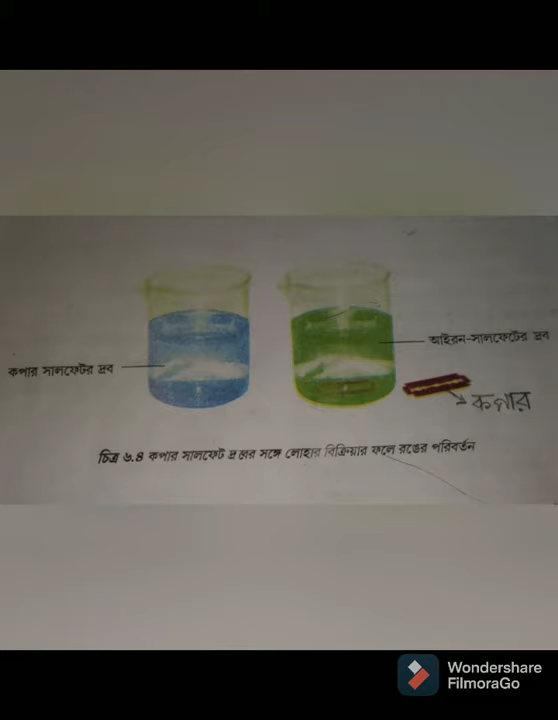 আইরন-সালফেটের দ্রব
কপার সালফেটর দ্রব
কপার
চিত্র ৬.৪ কপার সালফেট দ্রবের সঙ্গে লোহার বিক্রিয়ার ফলে রঙের পরিবর্তন
Wondershare
FilmoraGo